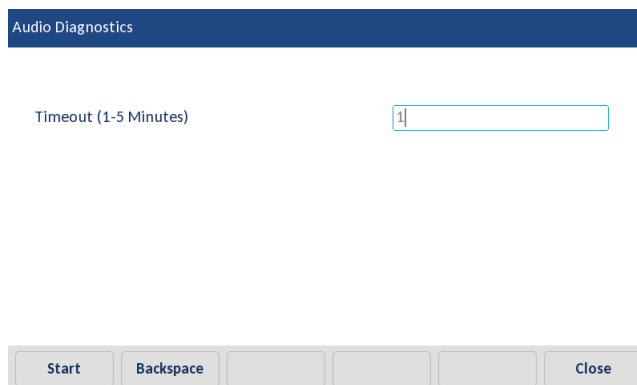 Audio Diagnostics
Timeout (1-5 Minutes) 1
Start Backspace Close